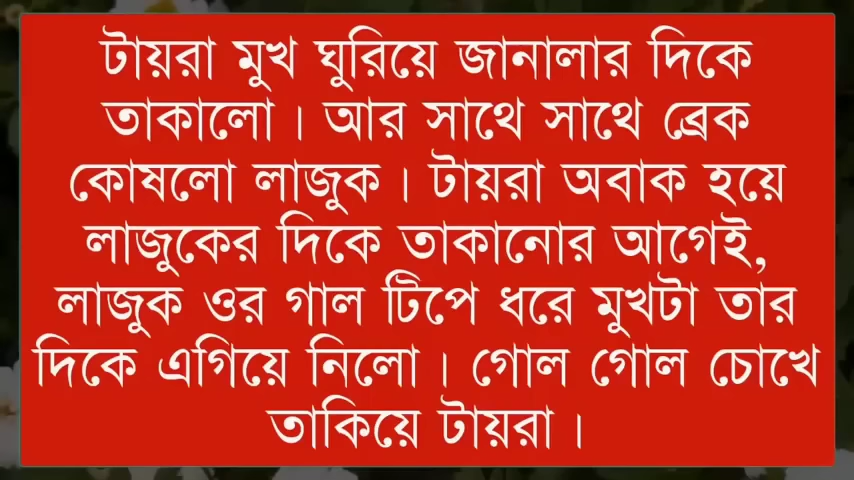 টায়রা মুখ ঘুরিয়ে জানালার দিকে
তাকালো। আর সাথে সাথে ব্রেক
কোষলো লাজুক। টায়রা অবাক হয়ে
লাজুকের দিকে তাকানোর আগেই,
লাজুক ওর গাল টিপে ধরে মুখটা তার
দিকে এগিয়ে নিলো। গোল গোল চোখে
তাকিয়ে টায়রা।